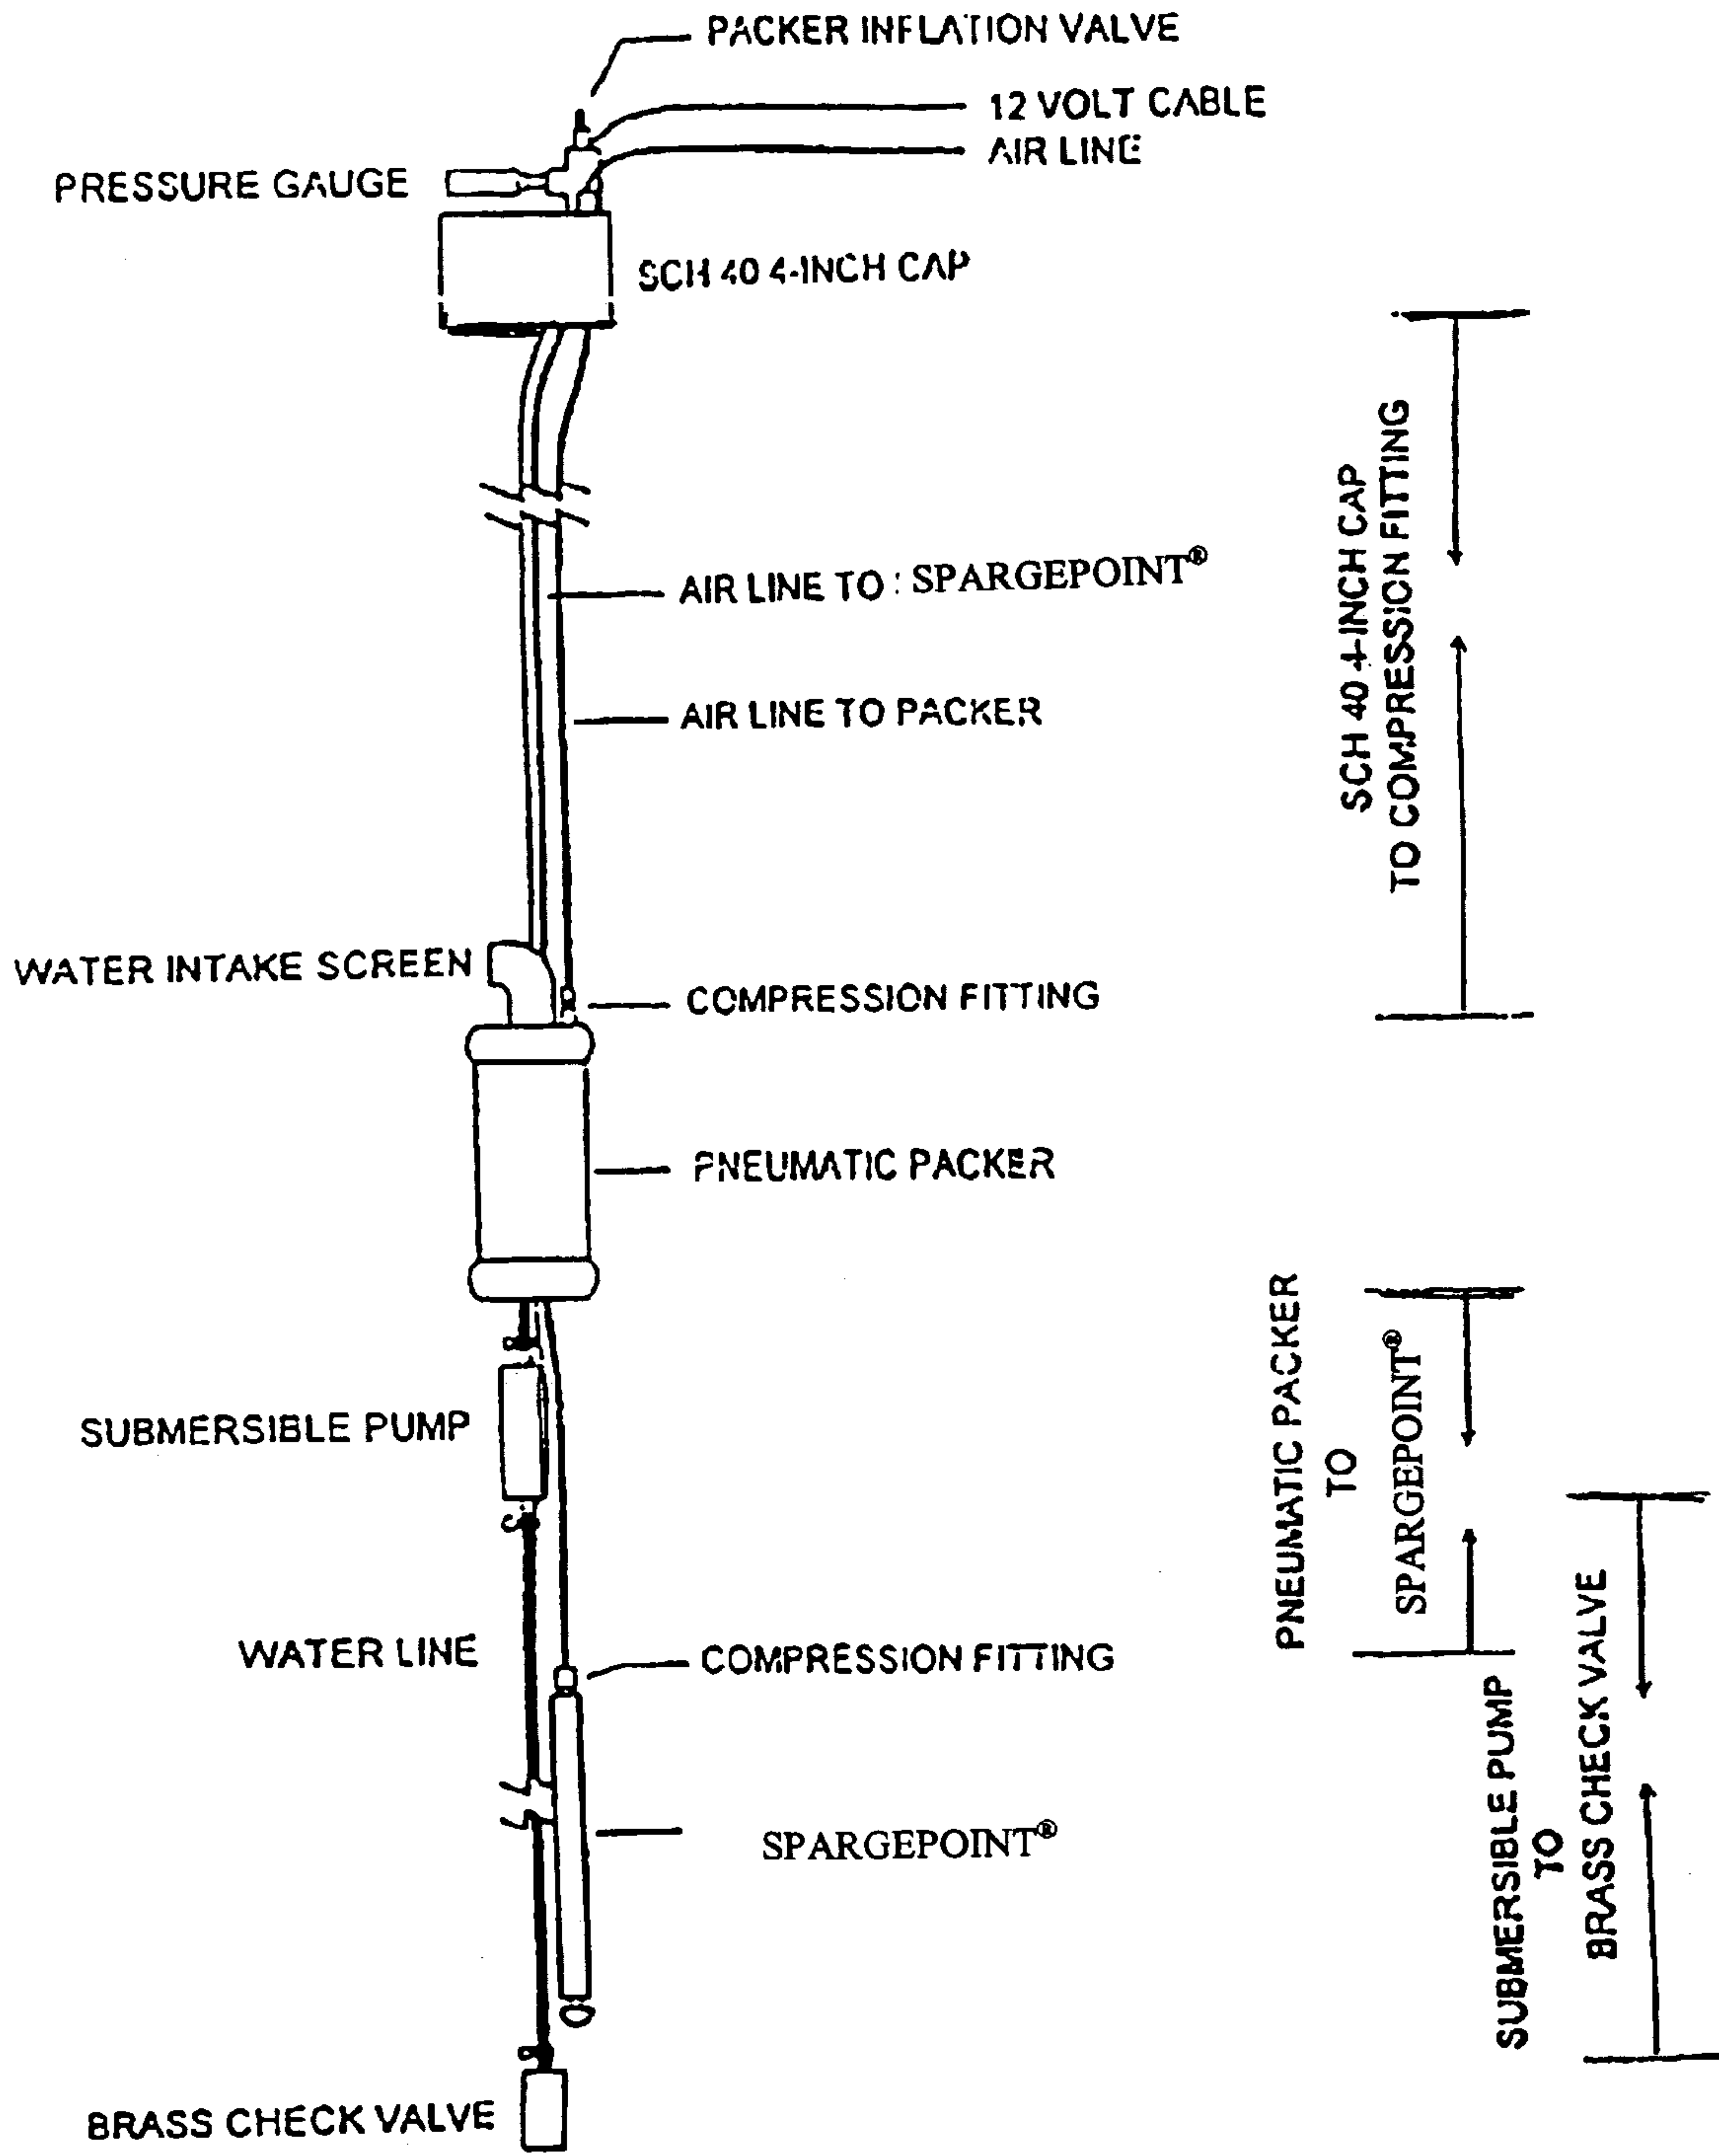 PACKER INFLATION VALVE
12 VOLT CABLE
AIR LINE
PRESSURE GAUGE
SCH 40 4-INCH CAP
AIR LINE TO : SPARGEPOINT®
AIR LINE TO PACKER
SCH 40 4-INCH CAP
TO COMPRESSION FITTING
WATER INTAKE SCREEN
COMPRESSION FITTING
PNEUMATIC PACKER
SUBMERSIBLE PUMP
PNEUMATIC PACKER
TO
SPARGEPOINT®
WATER LINE
COMPRESSION FITTING
SPARGEPOINT®
SUBMERSIBLE PUMP
TO
BRASS CHECK VALVE
BRASS CHECK VALVE